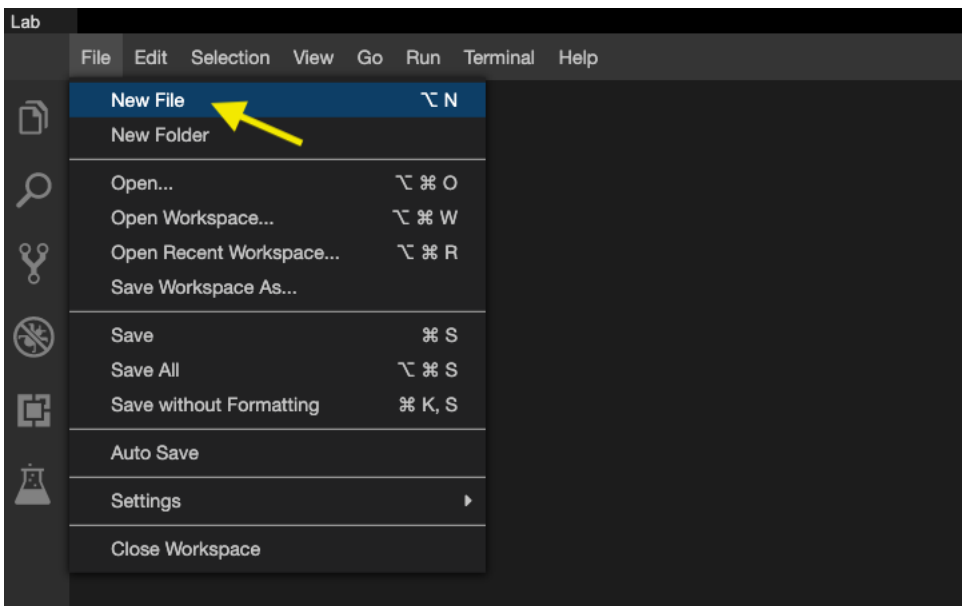 Lab
File Edit Selection View Go Run Terminal Help
New File ⌥ N
New Folder
Open... ⌥ ⌘ O
Open Workspace... ⌥ ⌘ W
Open Recent Workspace... ⌥ ⌘ R
Save Workspace As...
Save ⌘ S
Save All ⌥ ⌘ S
Save without Formatting ⌘ K, S
Auto Save
Settings
Close Workspace